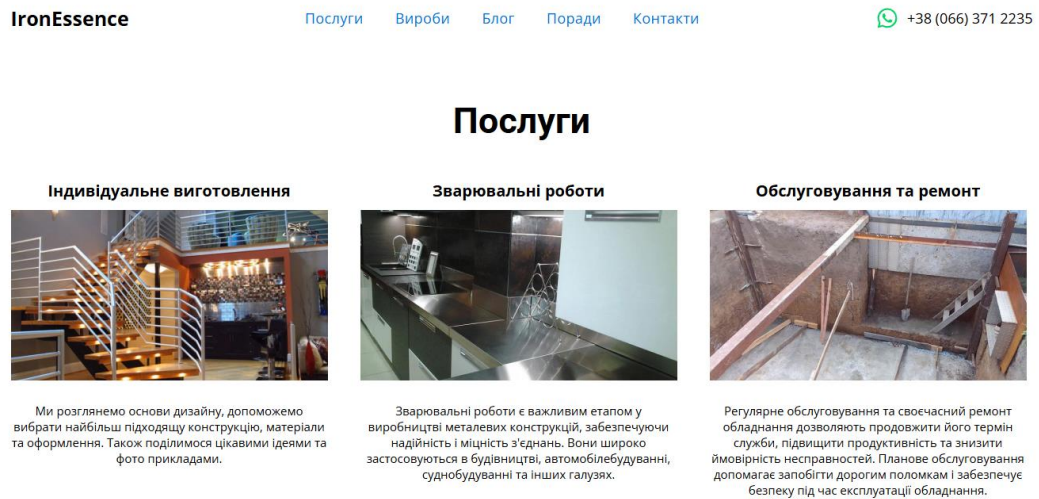 IronEssence
Послуги
Вироби
Блог
Поради
Контакти
+38 (066) 371 2235
Послуги
Індивідуальне виготовлення
Ми розглянемо основи дизайну, допоможемо
вибрати найбільш підходящу конструкцію, матеріали
та оформлення. Також поділимося цікавими ідеями та
фото прикладами.
Зварювальні роботи
Зварювальні роботи є важливим етапом у
виробництві металевих конструкцій, забезпечуючи
надійність і міцність з'єднань. Вони широко
застосовуються в будівництві, автомобілебудуванні,
суднобудуванні та інших галузях.
Обслуговування та ремонт
Регулярне обслуговування та своєчасний ремонт
обладнання дозволяють продовжити його термін
служби, підвищити продуктивність та знизити
ймовірність несправностей. Планове обслуговування
допомагає запобігти дорогим поломкам і забезпечує
безпеку під час експлуатації обладнання.